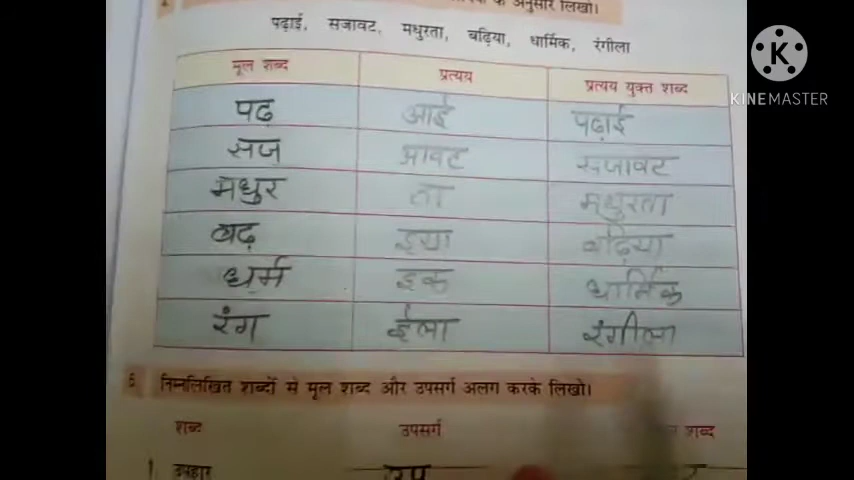 के अनुसार लिखो।
पढ़ाई, सजावट, मधुरता, बढ़िया, धार्मिक, रंगीला
मूल शब्द प्रत्यय प्रत्यय युक्त शब्द
पढ़ आई पढ़ाई
सज आवट सजावट
मधुर ता मधुरता
बढ़ इया बढ़िया
धर्म इक धार्मिक
रंग ईला रंगीला
5 निम्नलिखित शब्दों से मूल शब्द और उपसर्ग अलग करके लिखो।
शब्द उपसर्ग शब्द
उपहार उप
KINEMASTER